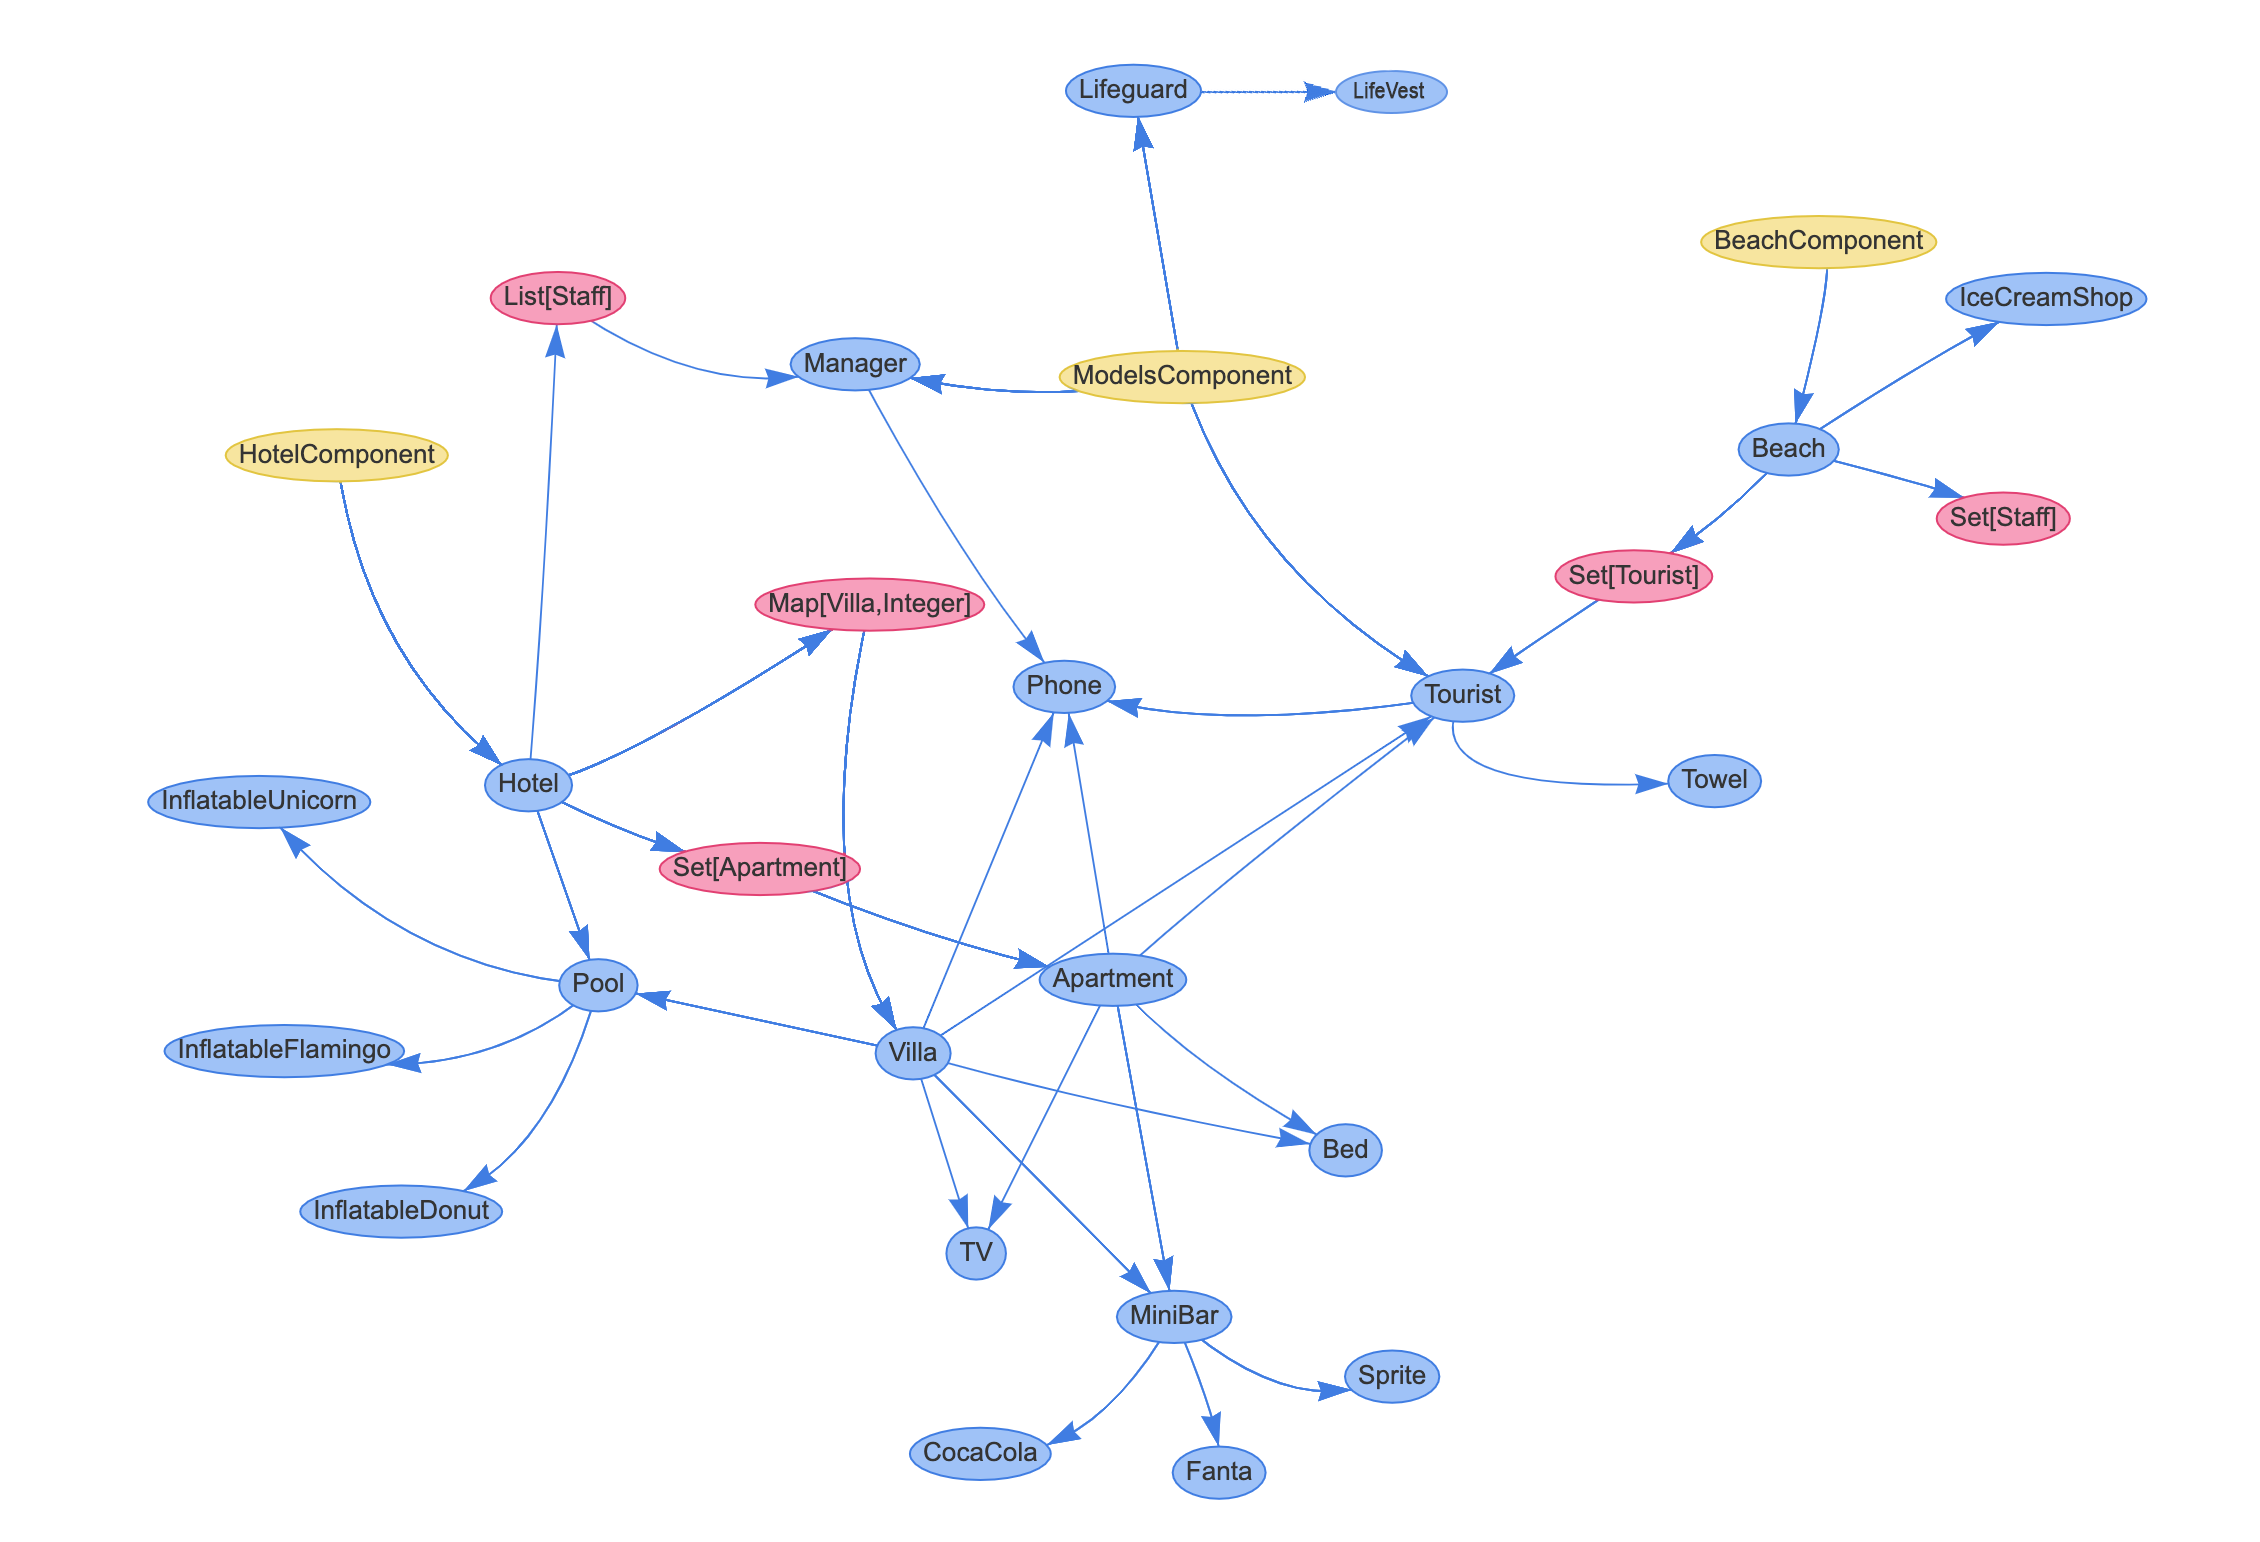 Lifeguard
LifeVest
BeachComponent
IceCreamShop
List[Staff]
Manager
ModelsComponent
HotelComponent
Beach
Set[Staff]
Set[Tourist]
Map[Villa,Integer]
Phone
Tourist
Towel
Hotel
InflatableUnicorn
Set[Apartment]
Pool
Apartment
InflatableFlamingo
Villa
Bed
InflatableDonut
TV
MiniBar
Sprite
CocaCola
Fanta